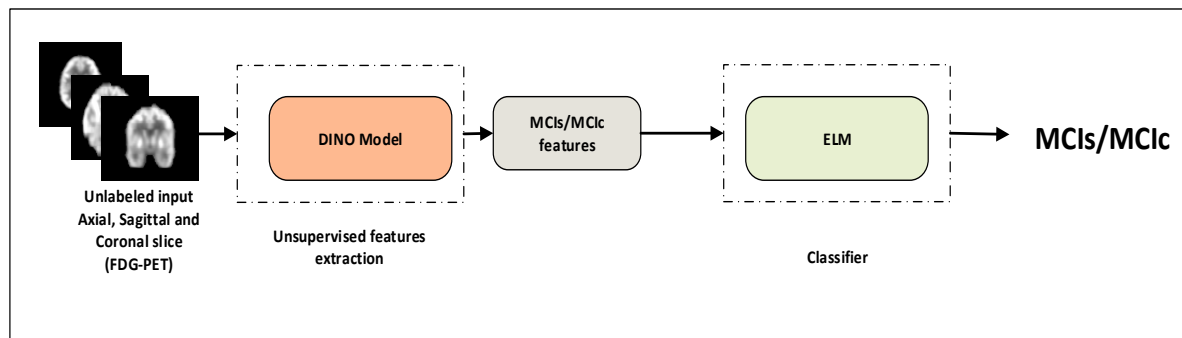 Unlabeled input
Axial, Sagittal and
Coronal slice
(FDG-PET)
DINO Model
Unsupervised features
extraction
MCIs/MCIc
features
ELM
Classifier
MCIs/MCIc